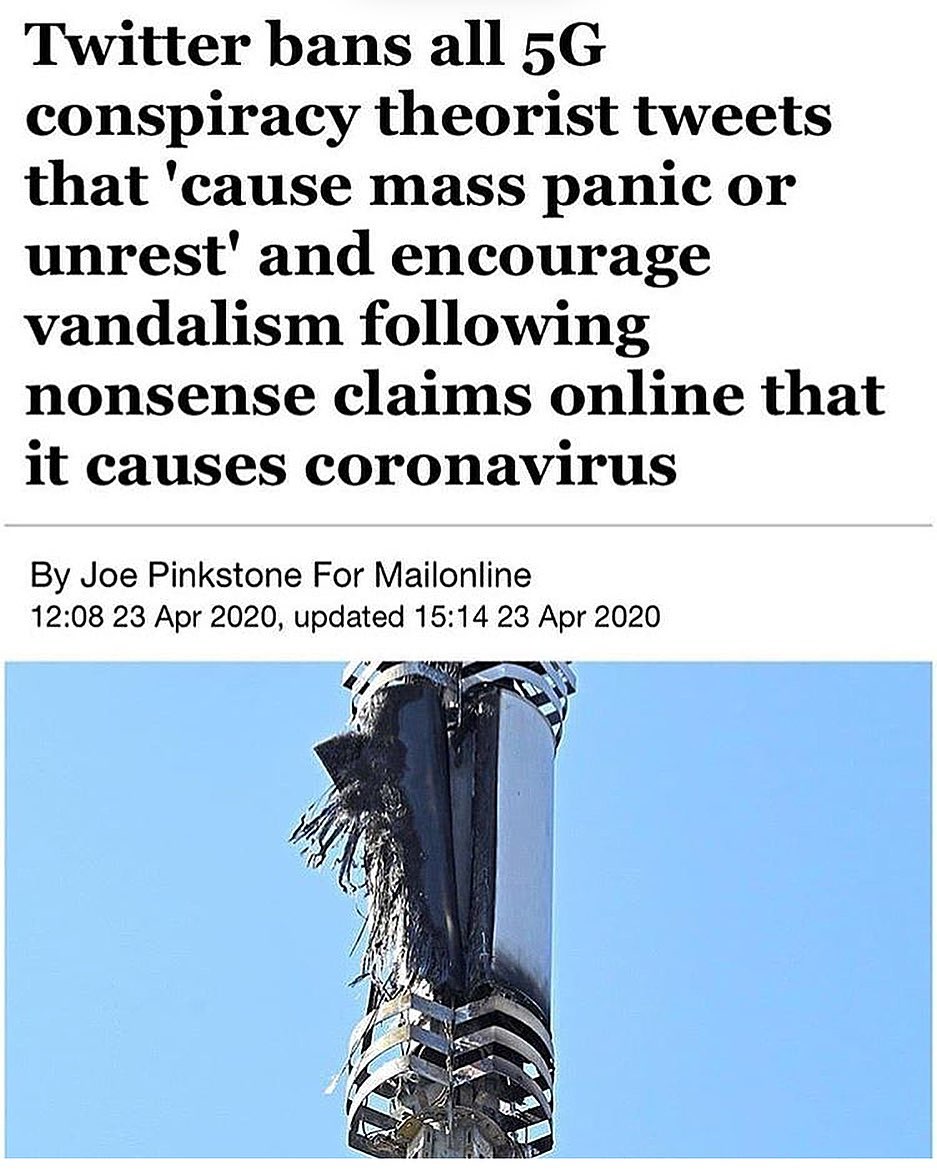 Twitter bans all 5G
conspiracy theorist tweets
that 'cause mass panic or
unrest' and encourage
vandalism following
nonsense claims online that
it causes coronavirus
By Joe Pinkstone For Mailonline
12:08 23 Apr 2020, updated 15:14 23 Apr 2020